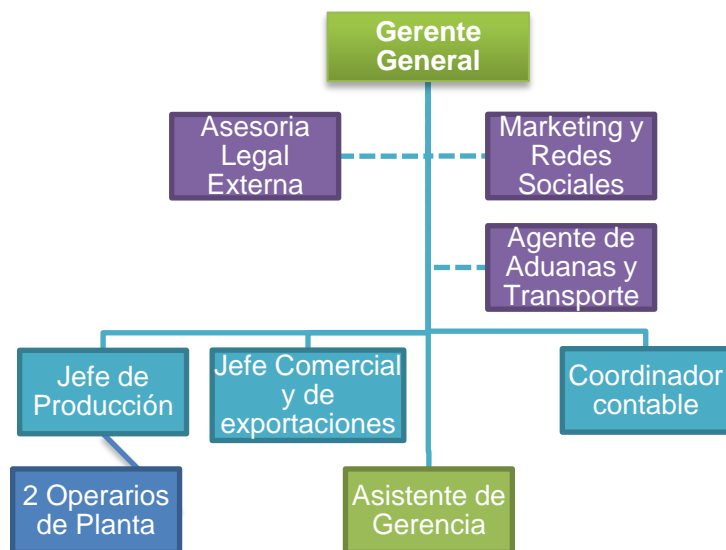 Gerente
General
Asesoria
Legal
Externa
Marketing y
Redes
Sociales
Agente de
Aduanas y
Transporte
Jefe de
Producción
Jefe Comercial
y de
exportaciones
Coordinador
contable
2 Operarios
de Planta
Asistente de
Gerencia